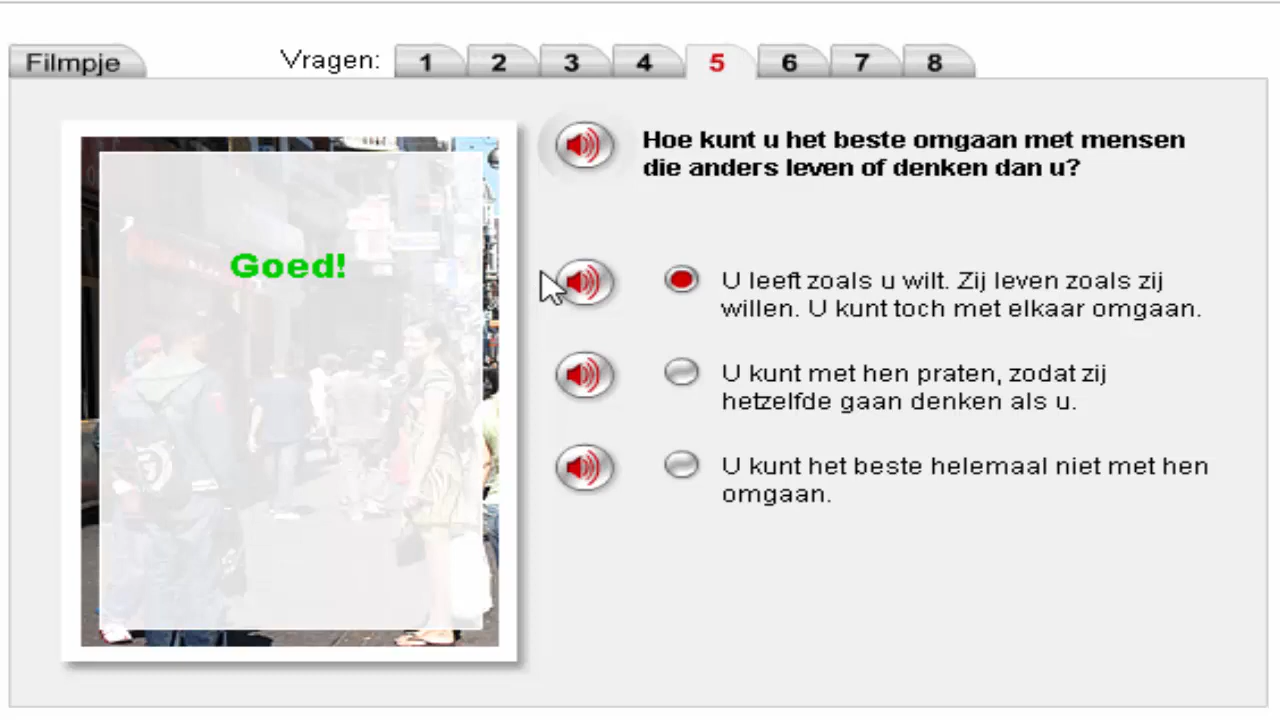 Filmpje
Vragen: 1 2 3 4 5 6 7 8
Hoe kunt u het beste omgaan met mensen
die anders leven of denken dan u?
Goed!
U leeft zoals u wilt. Zij leven zoals zij
willen. U kunt toch met elkaar omgaan.
U kunt met hen praten, zodat zij
hetzelfde gaan denken als u.
U kunt het beste helemaal niet met hen
omgaan.